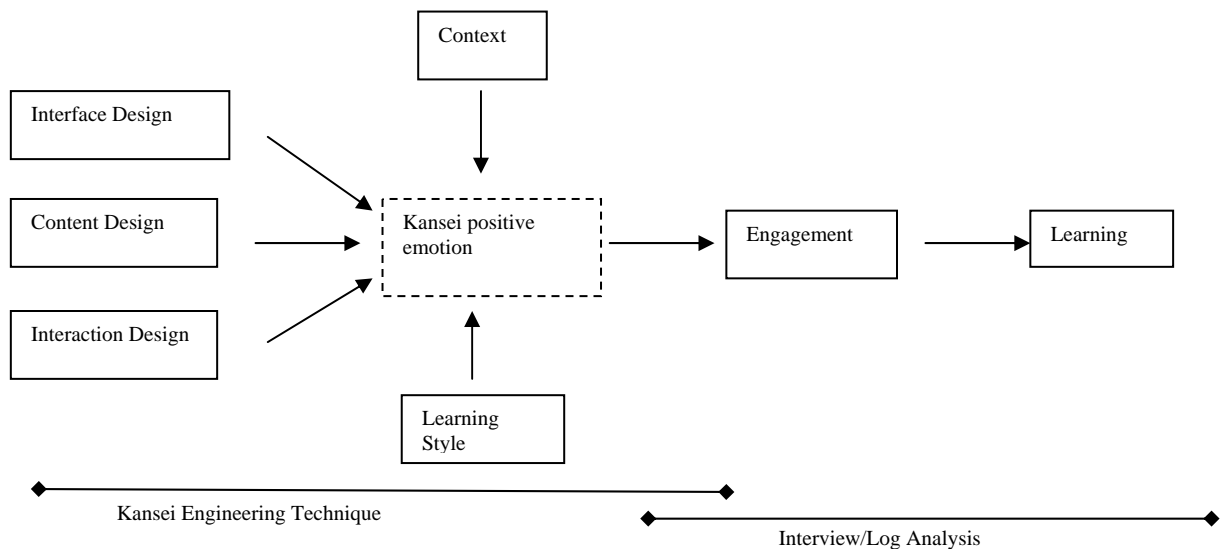 Context
Interface Design
Content Design
Kansei positive
emotion
Engagement
Learning
Interaction Design
Learning
Style
Kansei Engineering Technique
Interview/Log Analysis